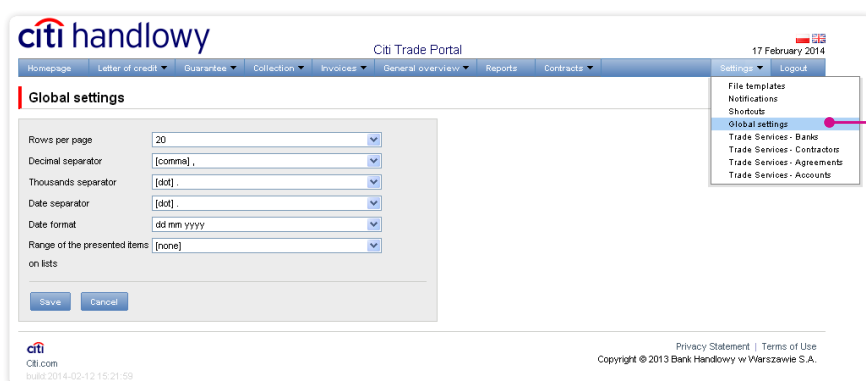 citi handlowy
Citi Trade Portal
17 February 2014
Homepage Letter of credit Guarantee Collection Invoices General overview Reports Contracts Settings Logout
File templates
Notifications
Shortcuts
Global settings
Trade Services - Banks
Trade Services - Contractors
Trade Services - Agreements
Trade Services - Accounts
Global settings
Rows per page 20
Decimal separator [comma] ,
Thousands separator [dot] .
Date separator [dot] .
Date format dd mm yyyy
Range of the presented items [none]
on lists
Save Cancel
citi
Citi.com
build 2014-02-12 15:21:59
Privacy Statement | Terms of Use
Copyright © 2013 Bank Handlowy w Warszawie S.A.